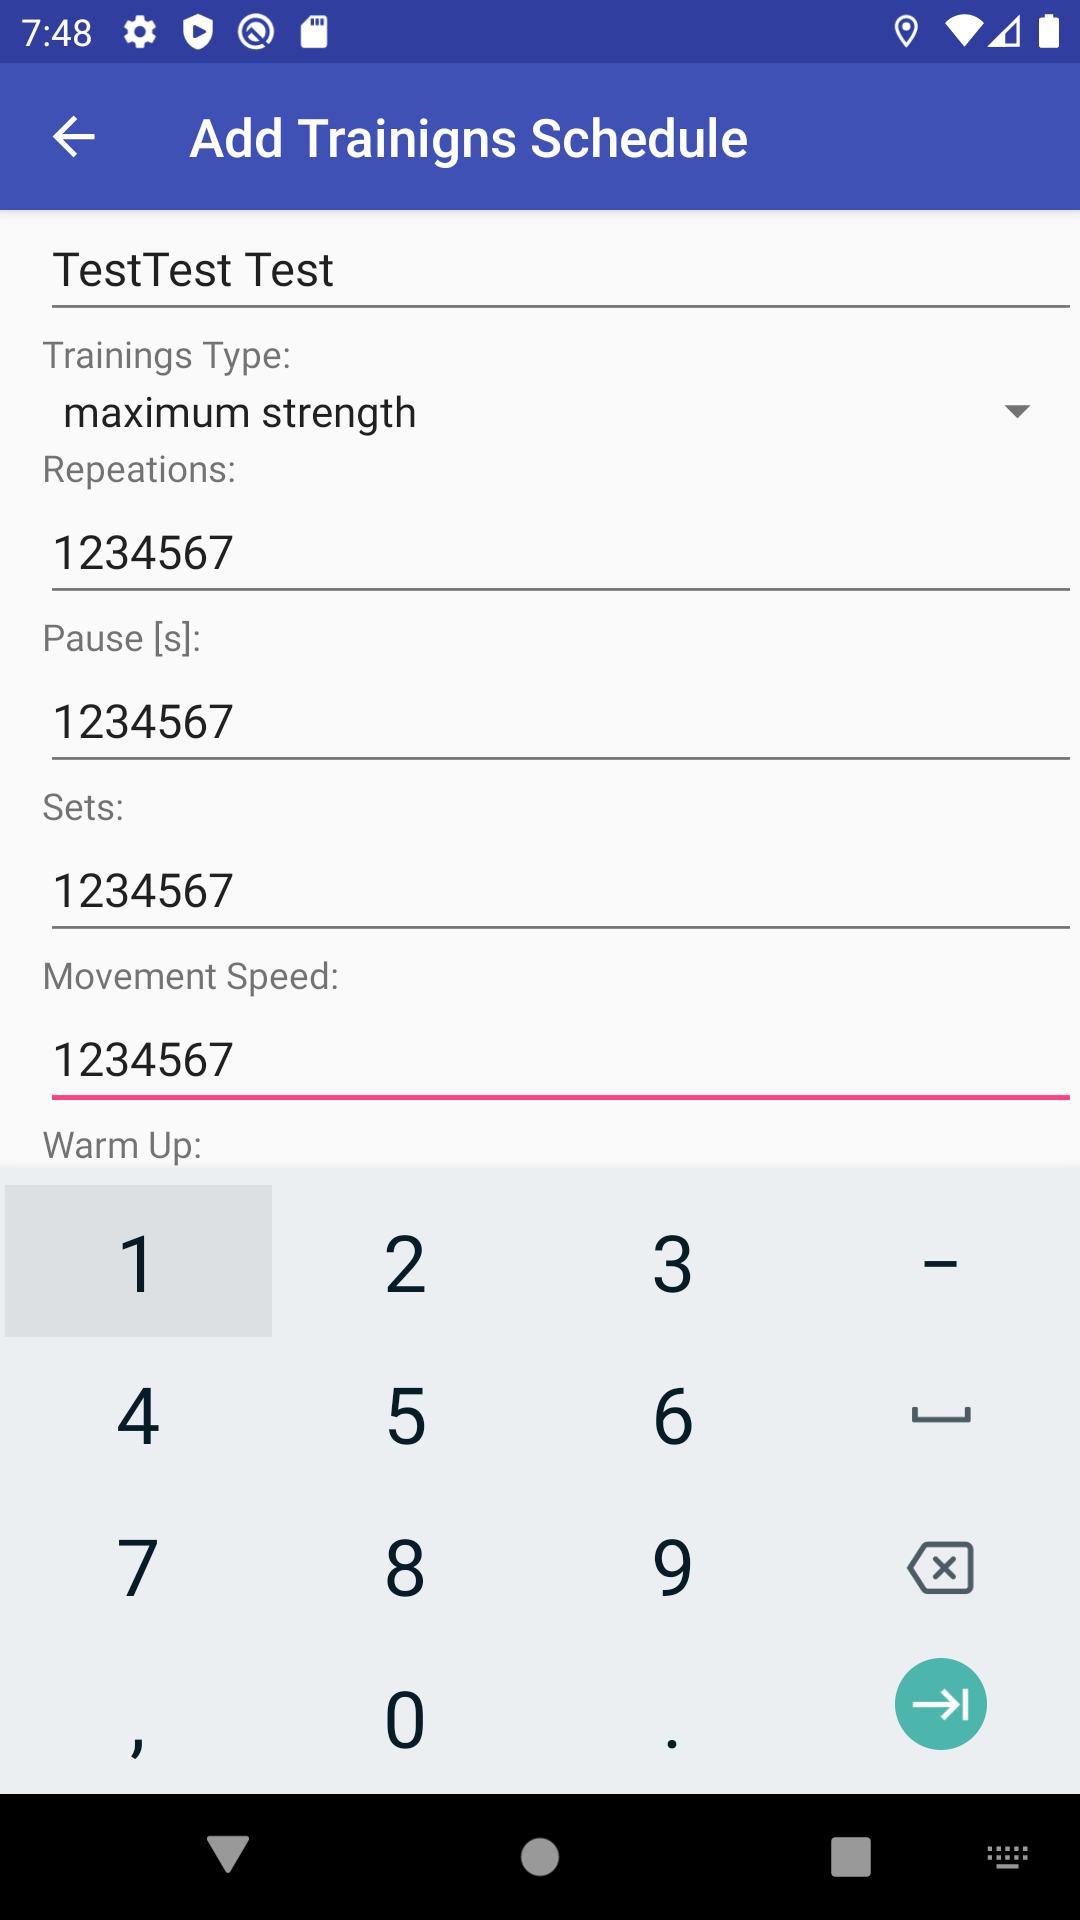 7:48
Add Trainigns Schedule
TestTest Test
Trainings Type:
maximum strength
Repeations:
1234567
Pause [s]:
1234567
Sets:
1234567
Movement Speed:
1234567
Warm Up:
1 2 3 –
4 5 6
7 8 9
, 0 .